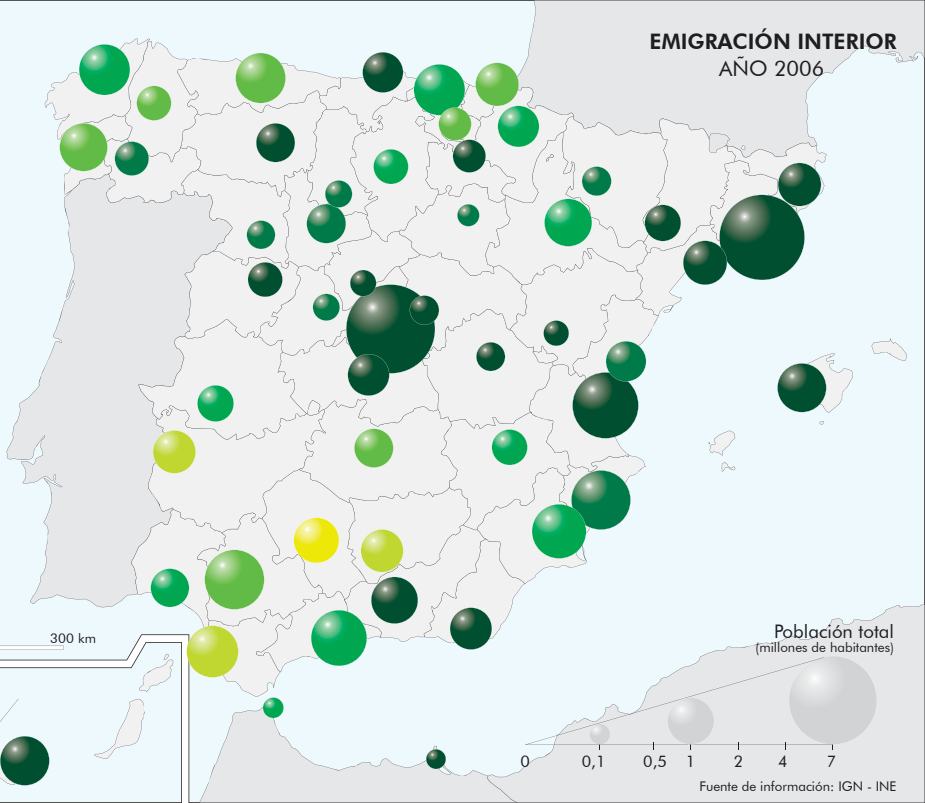 EMIGRACIÓN INTERIOR
AÑO 2006
300 km
Población total
(millones de habitantes)
0 0,1 0,5 1 2 4 7
Fuente de información: IGN - INE